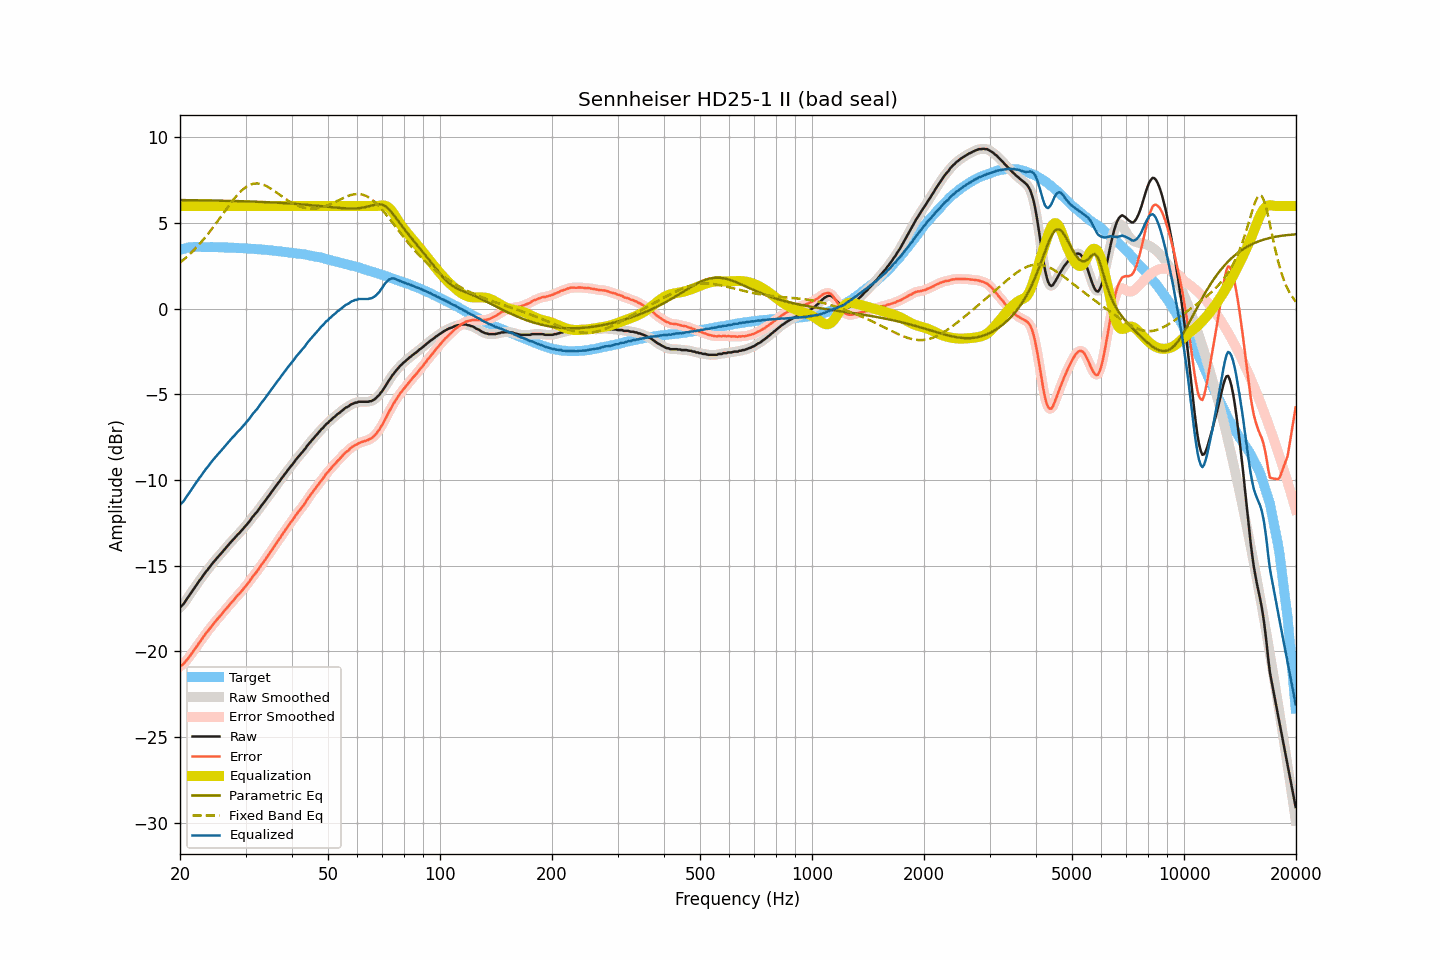 Sennheiser HD25-1 II (bad seal)
10
5
0
−5
−10
−15
−20
−25
−30
Amplitude (dBr)
Target
Raw Smoothed
Error Smoothed
Raw
Error
Equalization
Parametric Eq
Fixed Band Eq
Equalized
20 50 100 200 500 1000 2000 5000 10000 20000
Frequency (Hz)